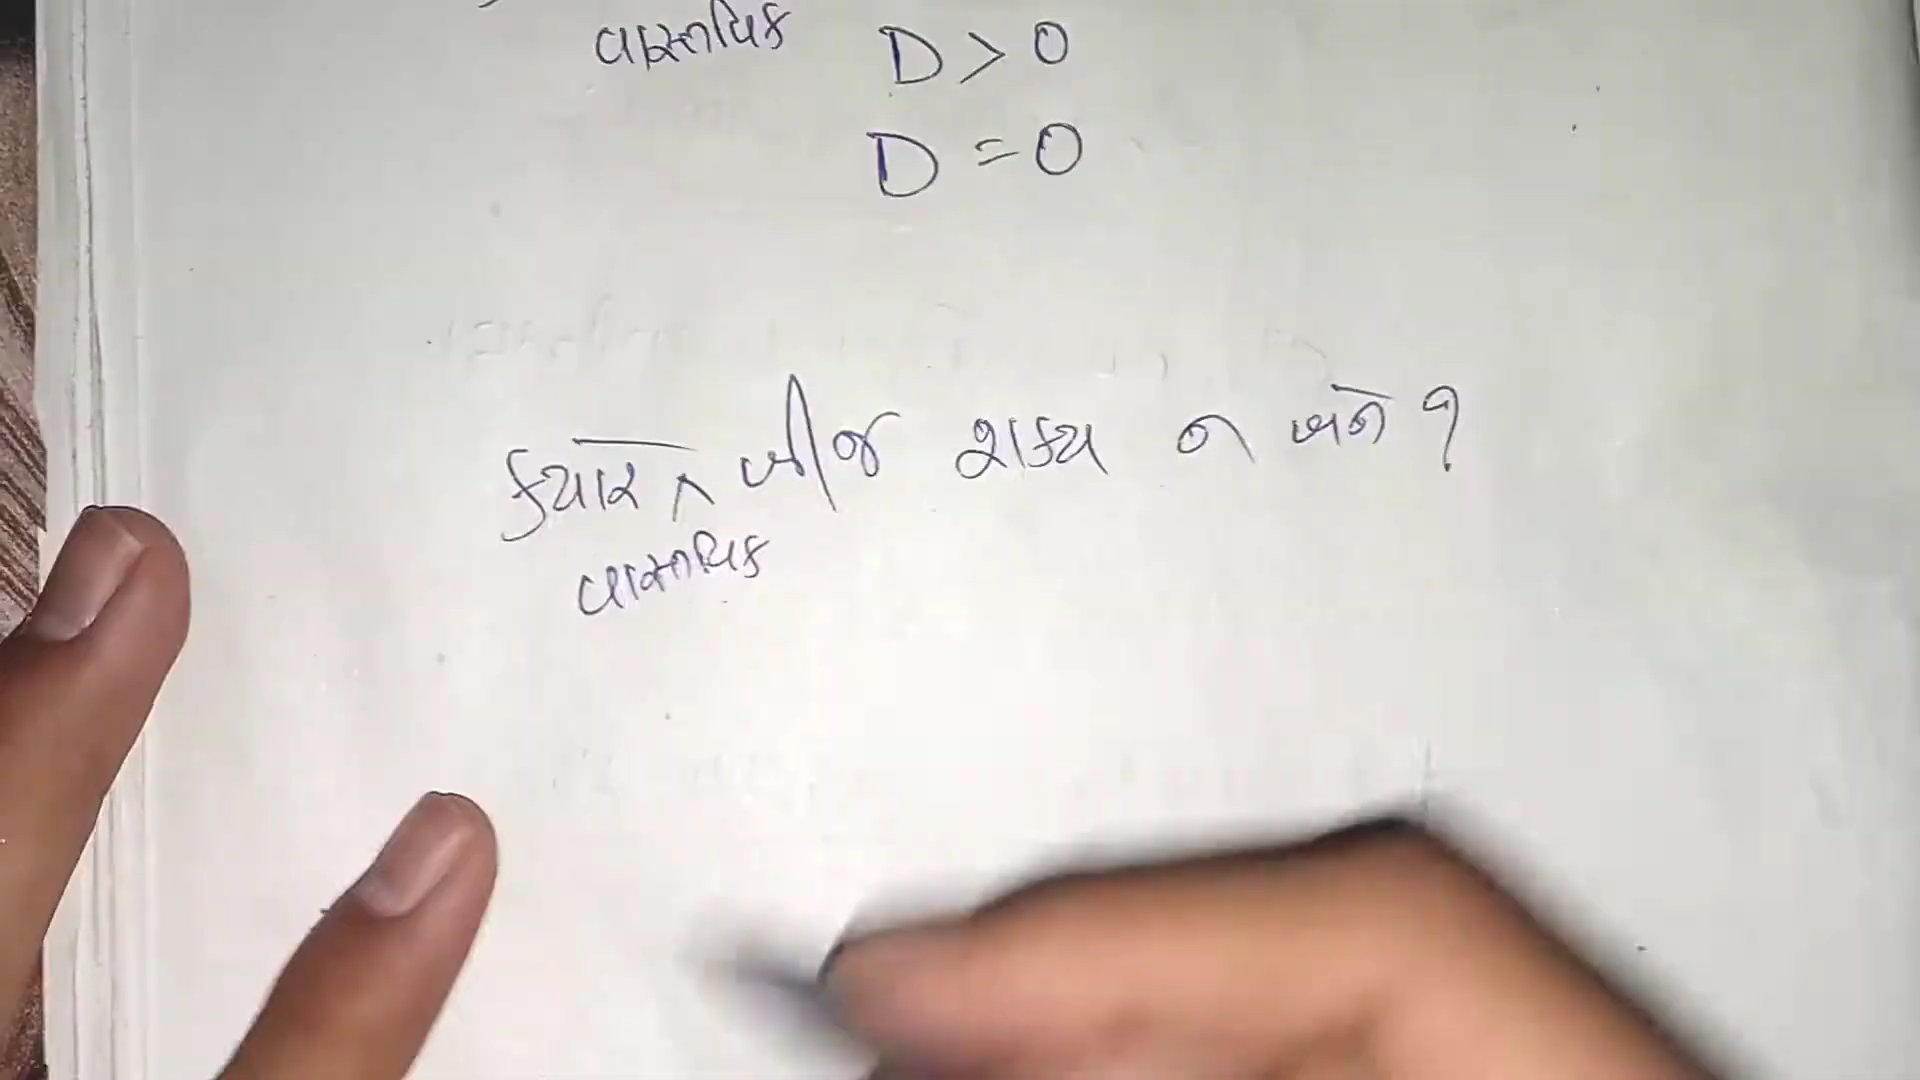 વાસ્તવિક D > 0
D = 0
ક્યારે ^ બીજ શક્ય ન બને ?
વાસ્તવિક